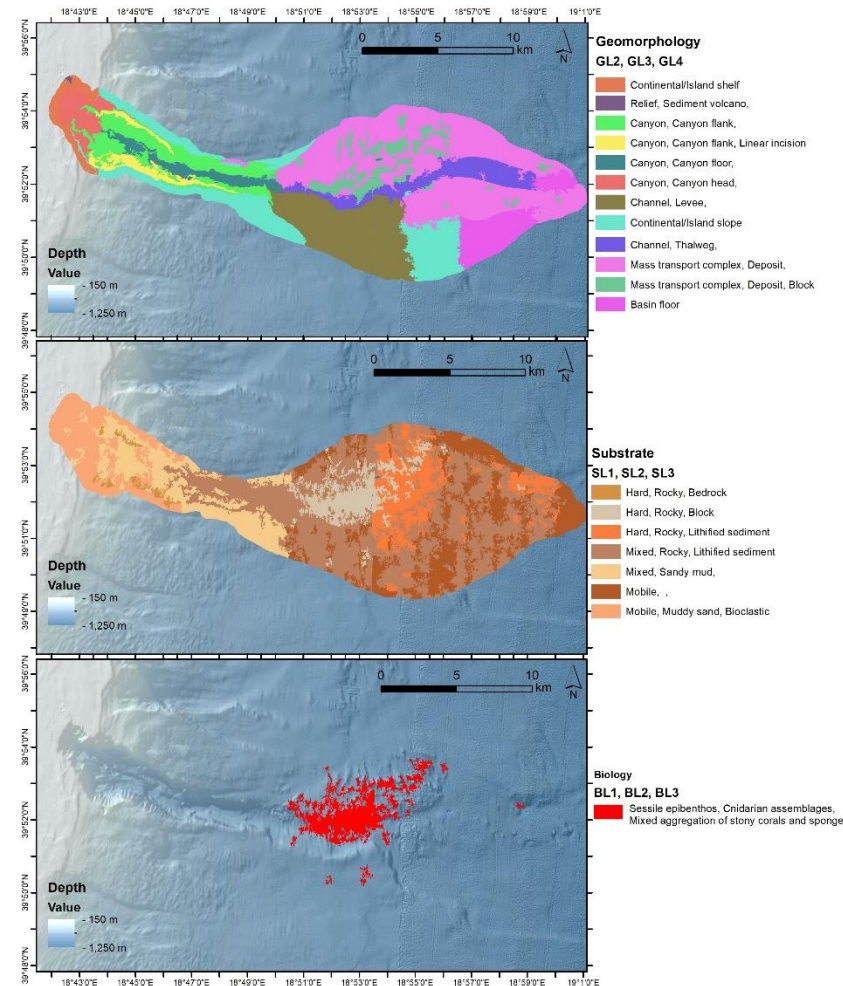 18°43'0"E 18°45'0"E 18°47'0"E 18°49'0"E 18°51'0"E 18°53'0"E 18°55'0"E 18°57'0"E 18°59'0"E 19°1'0"E
39°56'0"N
39°54'0"N
39°52'0"N
39°50'0"N
39°48'0"N
0 5 10
km
N
Depth
Value
- 150 m
- 1,250 m
Geomorphology
GL2, GL3, GL4
Continental/Island shelf
Relief, Sediment volcano,
Canyon, Canyon flank,
Canyon, Canyon flank, Linear incision
Canyon, Canyon floor,
Canyon, Canyon head,
Channel. Levee,
Continental/Island slope
Channel, Thalweg,
Mass transport complex, Deposit,
Mass transport complex, Deposit, Block
Basin floor
39°55'0"N
39°53'0"N
39°51'0"N
39°49'0"N
0 5 10
km
N
Depth
Value
- 150 m
- 1,250 m
Substrate
SL1, SL2, SL3
Hard, Rocky, Bedrock
Hard, Rocky, Block
Hard, Rocky, Lithified sediment
Mixed, Rocky, Lithified sediment
Mixed, Sandy mud,
Mobile, ,
Mobile, Muddy sand, Bioclastic
39°56'0"N
39°54'0"N
39°52'0"N
39°50'0"N
39°48'0"N
0 5 10
km
N
Depth
Value
- 150 m
- 1,250 m
Biology
BL1, BL2, BL3
Sessile epibenthos, Cnidarian assemblages,
Mixed aggregation of stony corals and sponge
18°43'0"E 18°45'0"E 18°47'0"E 18°49'0"E 18°51'0"E 18°53'0"E 18°55'0"E 18°57'0"E 18°59'0"E 19°1'0"E